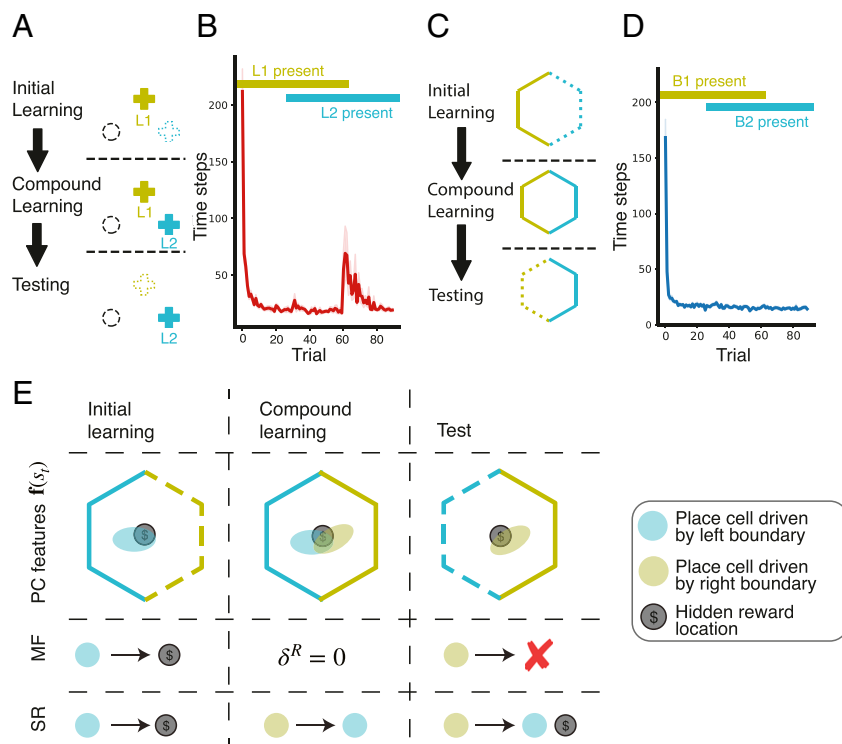 A
B
C
D
Initial
Learning
L1
Compound
Learning
L1
L2
Testing
L2
L1 present
L2 present
Time steps
200
150
100
50
0
20
40
60
80
Trial
Initial
Learning
Compound
Learning
Testing
B1 present
B2 present
Time steps
200
150
100
50
0
0
20
40
60
80
Trial
E
Initial
learning
Compound
learning
Test
PC features f(sₜ)
$
$
$
Place cell driven
by left boundary
Place cell driven
by right boundary
$ Hidden reward
location
MF
$
δᴿ = 0
SR
$
$